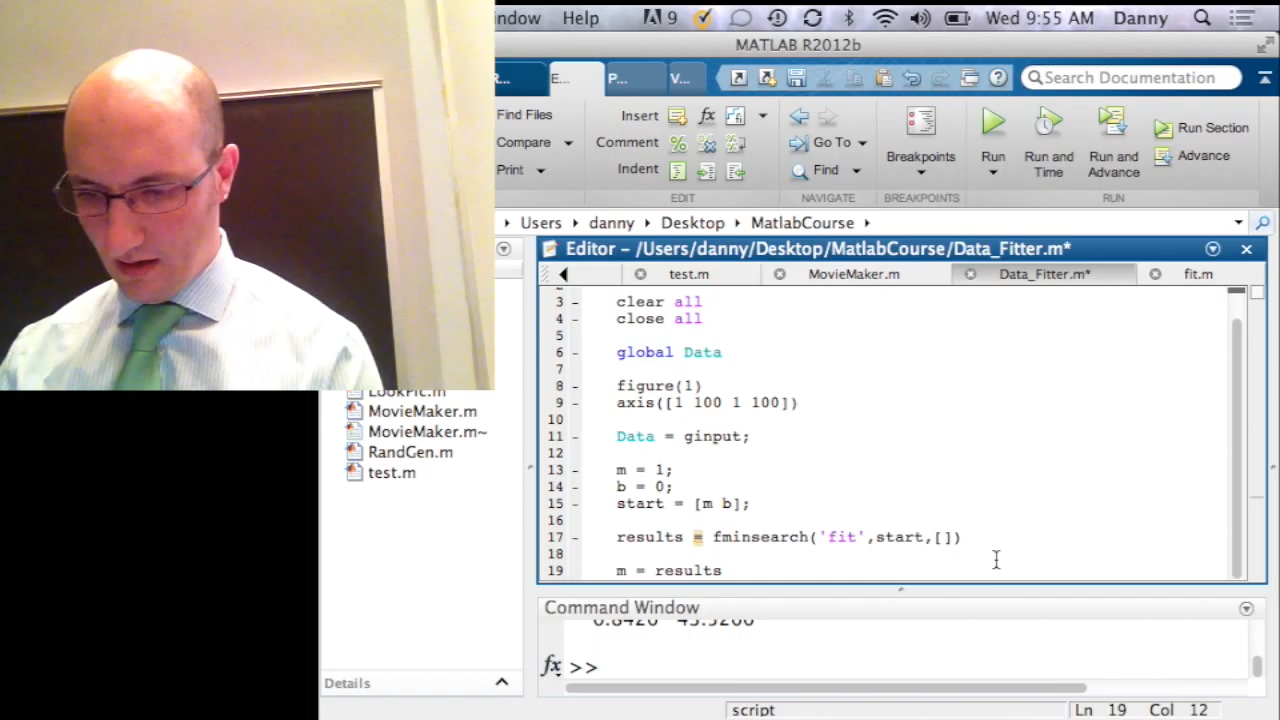 indow Help 9 Wed 9:55 AM Danny
MATLAB R2012b
R... E... P... V... Search Documentation
Find Files Insert fx
Compare Comment Go To Breakpoints Run Run and Time Run and Advance Run Section
Print Indent Find Advance
EDIT NAVIGATE BREAKPOINTS RUN
Users danny Desktop MatlabCourse
Editor – /Users/danny/Desktop/MatlabCourse/Data_Fitter.m*
test.m MovieMaker.m Data_Fitter.m* fit.m
3 – clear all
4 – close all
5
6 – global Data
7
8 – figure(1)
9 – axis([1 100 1 100])
10
11 – Data = ginput;
12
13 – m = 1;
14 – b = 0;
15 – start = [m b];
16
17 – results = fminsearch('fit',start,[])
18
19 – m = results
LookPic.m
MovieMaker.m
MovieMaker.m~
RandGen.m
test.m
Command Window
fx >>
Details
script Ln 19 Col 12